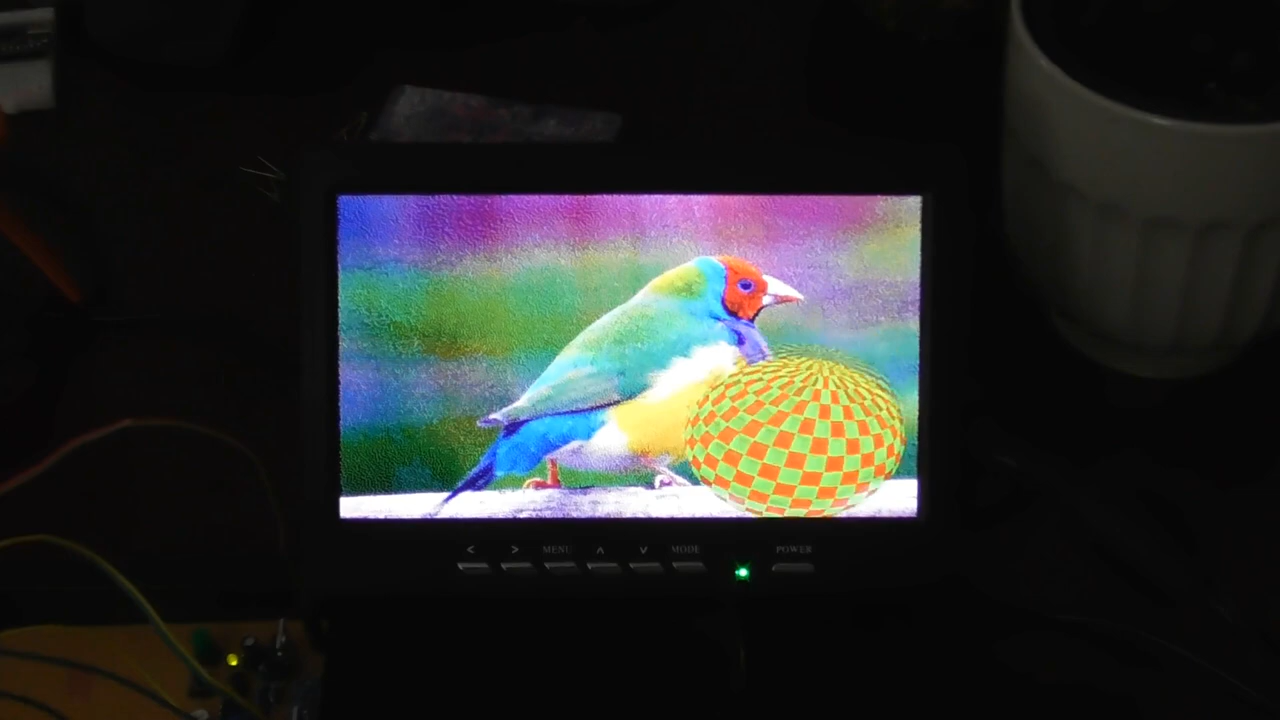 < > MENU ∧ ∨ MODE POWER